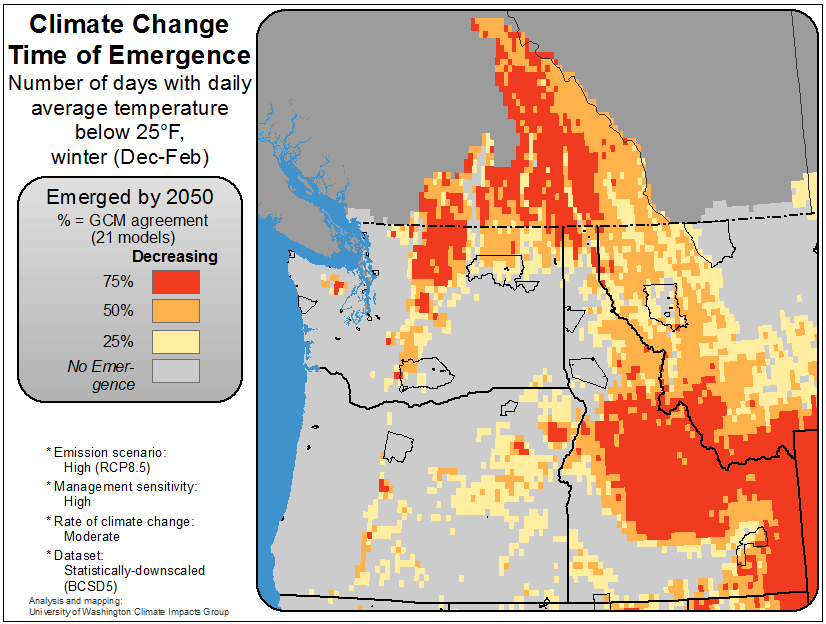 Climate Change
Time of Emergence
Number of days with daily
average temperature
below 25°F,
winter (Dec-Feb)
Emerged by 2050
% = GCM agreement
(21 models)
Decreasing
75%
50%
25%
No Emer-
gence
* Emission scenario:
High (RCP8.5)
* Management sensitivity:
High
* Rate of climate change:
Moderate
* Dataset:
Statistically-downscaled
(BCSD5)
Analysis and mapping:
University of Washington Climate Impacts Group